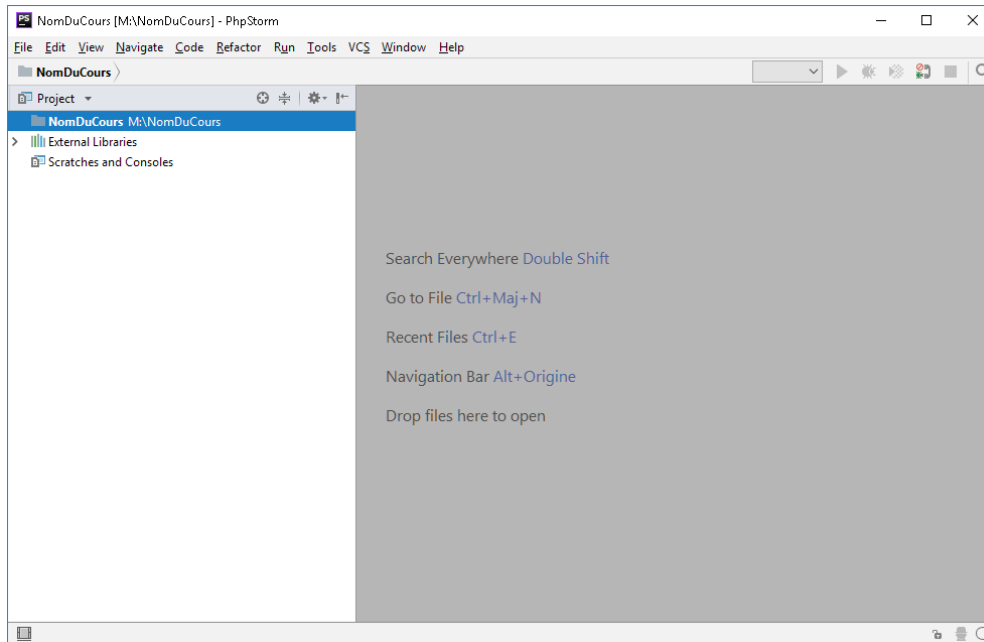 PS NomDuCours [M:\NomDuCours] - PhpStorm
File Edit View Navigate Code Refactor Run Tools VCS Window Help
NomDuCours
Project
NomDuCours M:\NomDuCours
External Libraries
Scratches and Consoles
Search Everywhere Double Shift
Go to File Ctrl+Maj+N
Recent Files Ctrl+E
Navigation Bar Alt+Origine
Drop files here to open